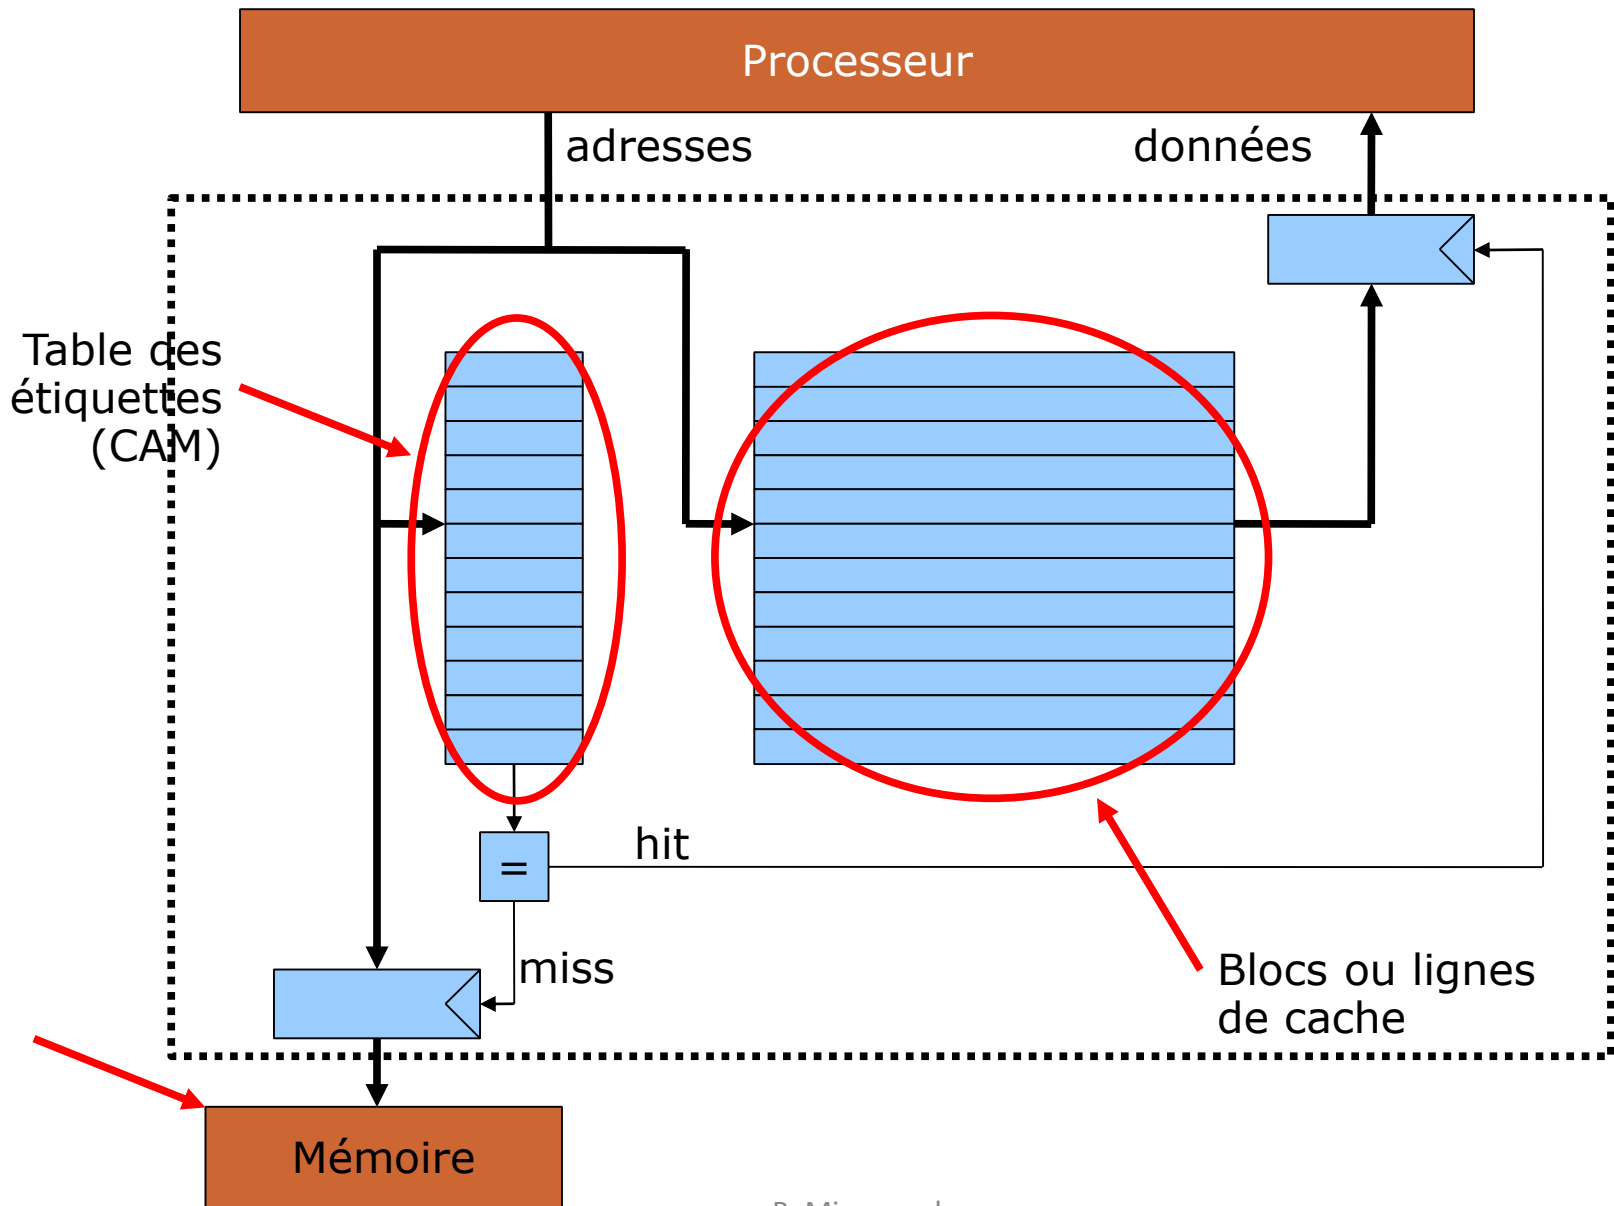 Processeur
adresses
données
Table des
étiquettes
(CAM)
=
hit
miss
Blocs ou lignes
de cache
Mémoire